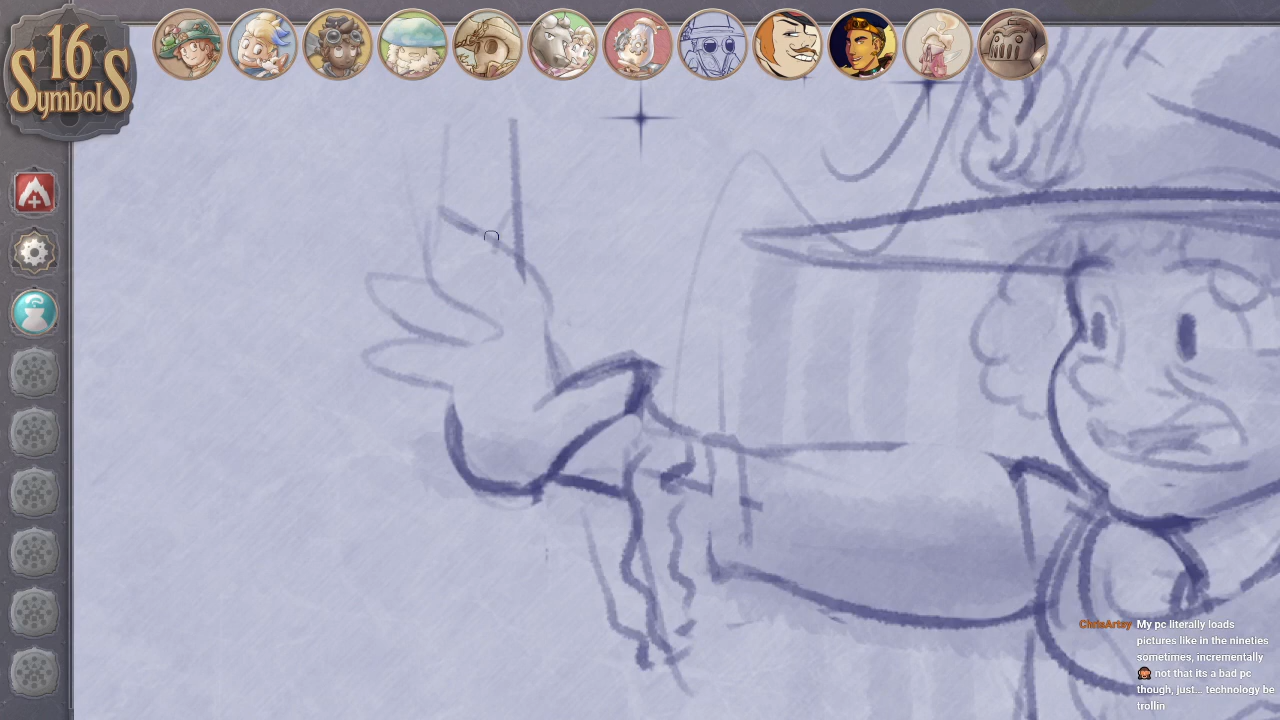 16
SymbolS
ChrisArtsy My pc literally loads
pictures like in the nineties
sometimes, incrementally
not that its a bad pc
though, just... technology be
trollin